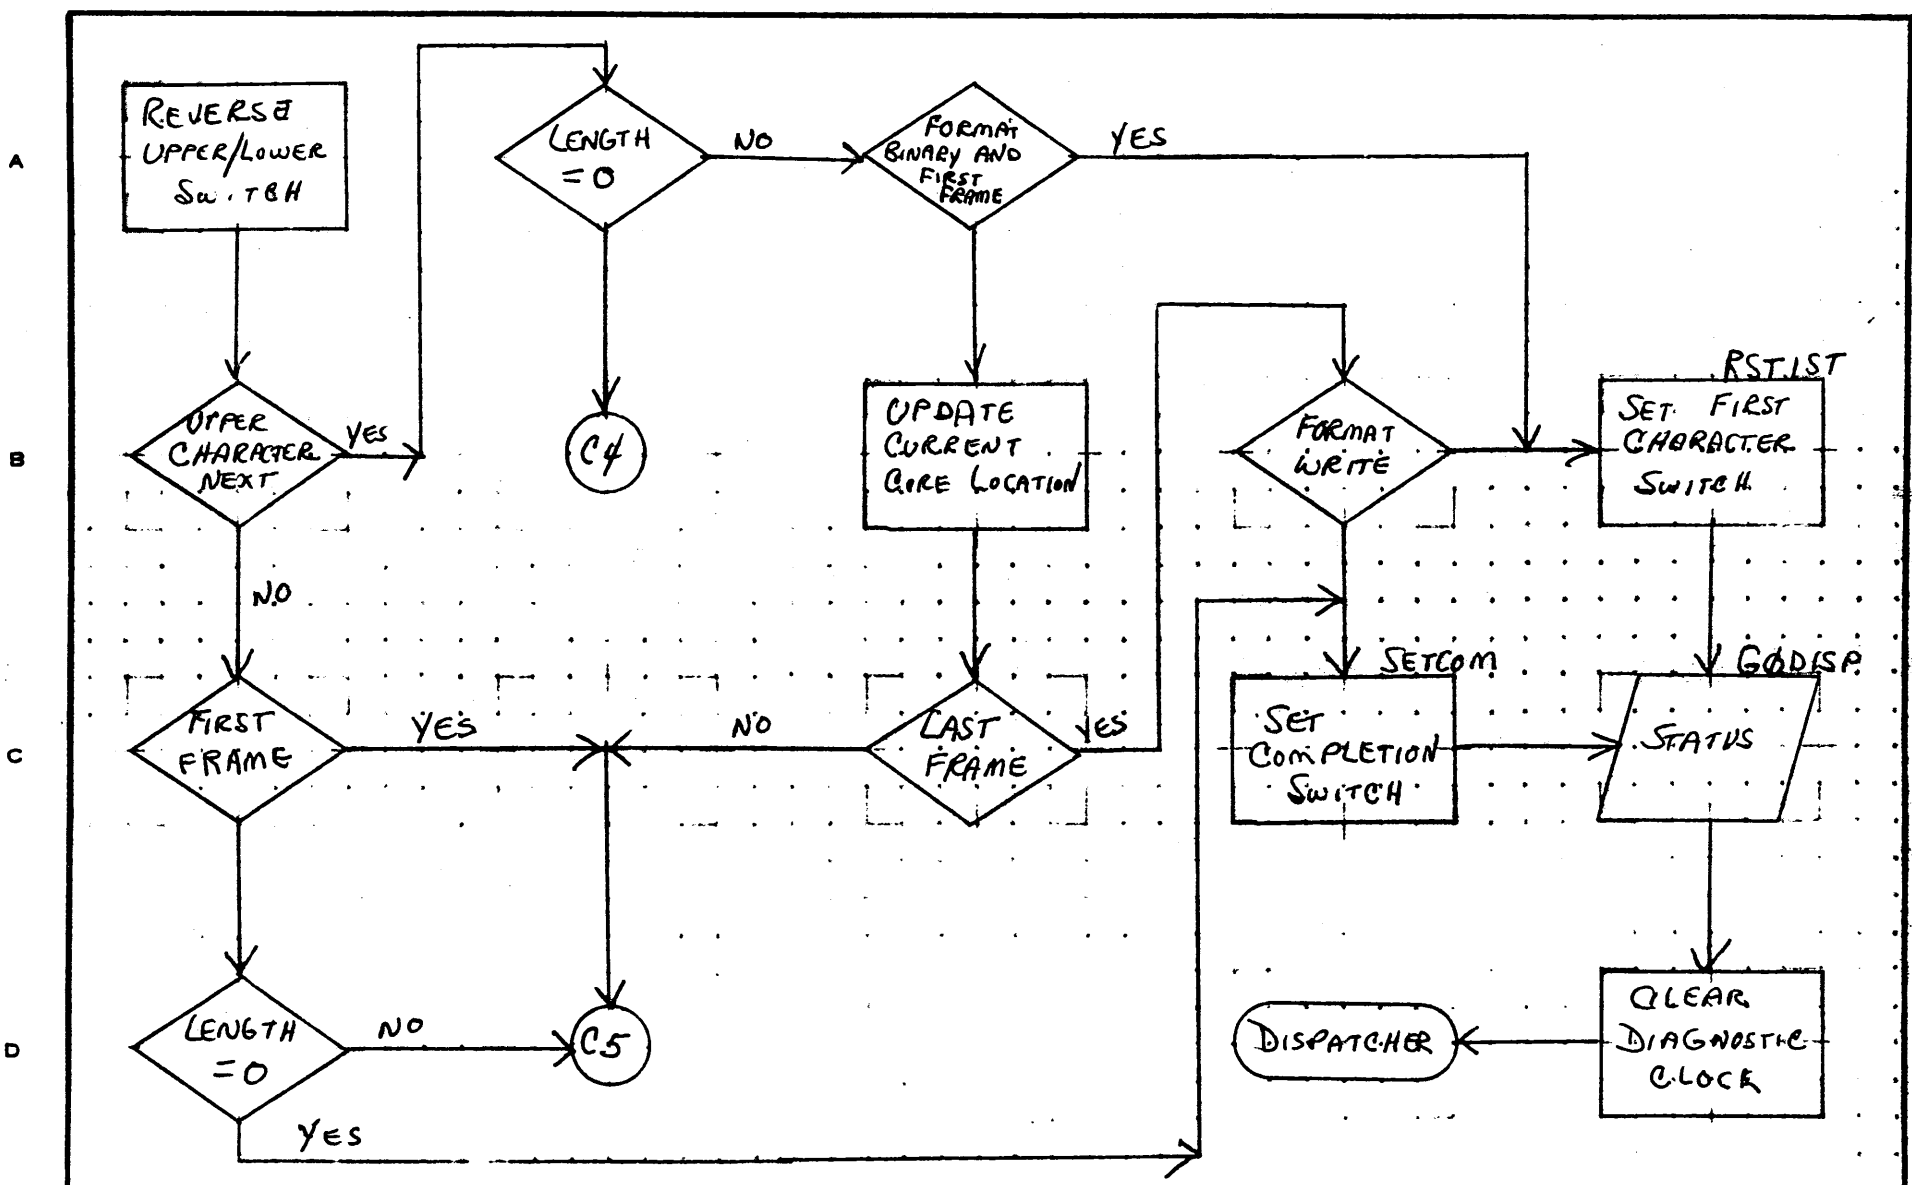 A
REVERSE
UPPER/LOWER
SWITCH
LENGTH
= 0
NO
FORMAT
BINARY AND
FIRST
FRAME
YES
B
UPPER
CHARACTER
NEXT
YES
C4
UPDATE
CURRENT
CORE LOCATION
FORMAT
WRITE
RST1ST
SET FIRST
CHARACTER
SWITCH
NO
C
FIRST
FRAME
YES
NO
LAST
FRAME
YES
SETCOM
SET
COMPLETION
SWITCH
GØDISP
STATUS
D
LENGTH
= 0
NO
C5
DISPATCHER
CLEAR
DIAGNOSTIC
CLOCK
YES